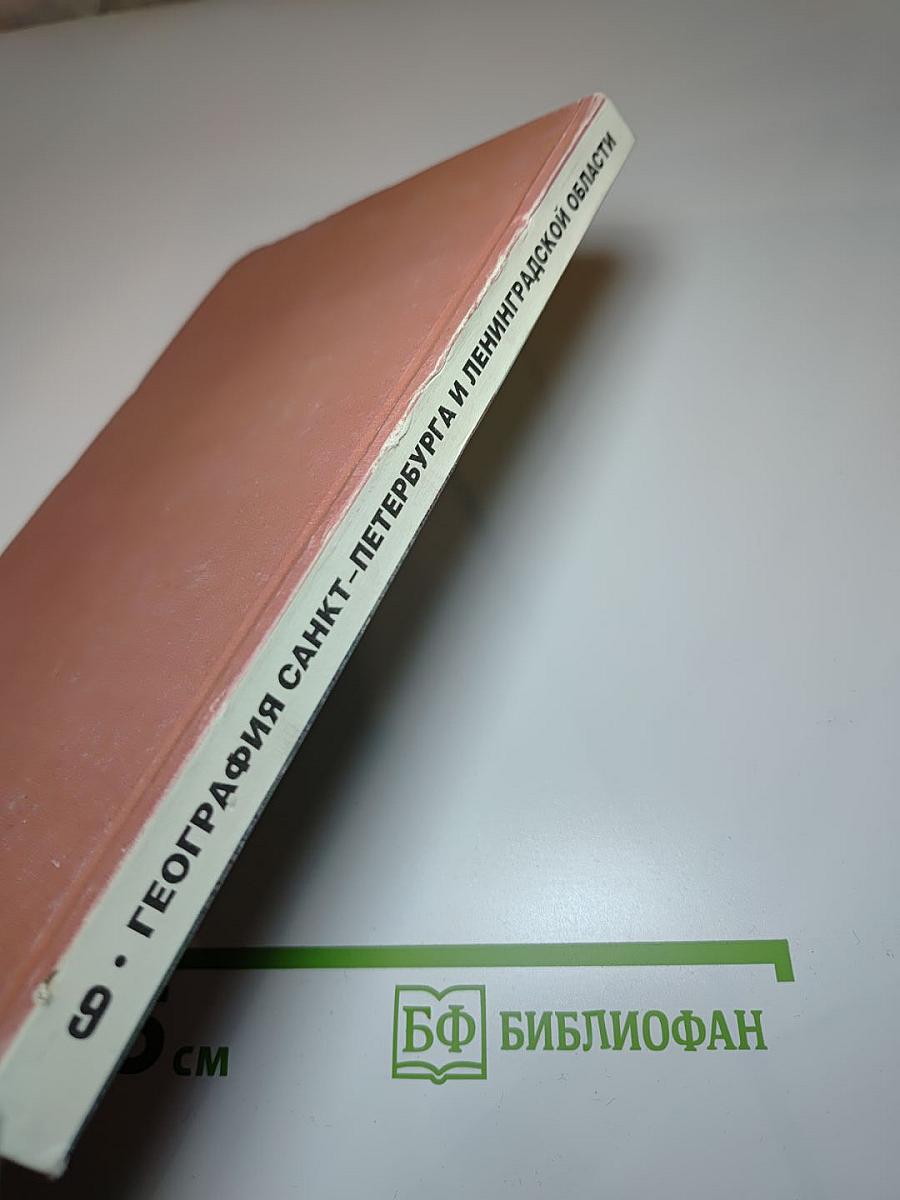 9 • ГЕОГРАФИЯ САНКТ-ПЕТЕРБУРГА И ЛЕНИНГРАДСКОЙ ОБЛАСТИ
см
БФ БИБЛИОФАН